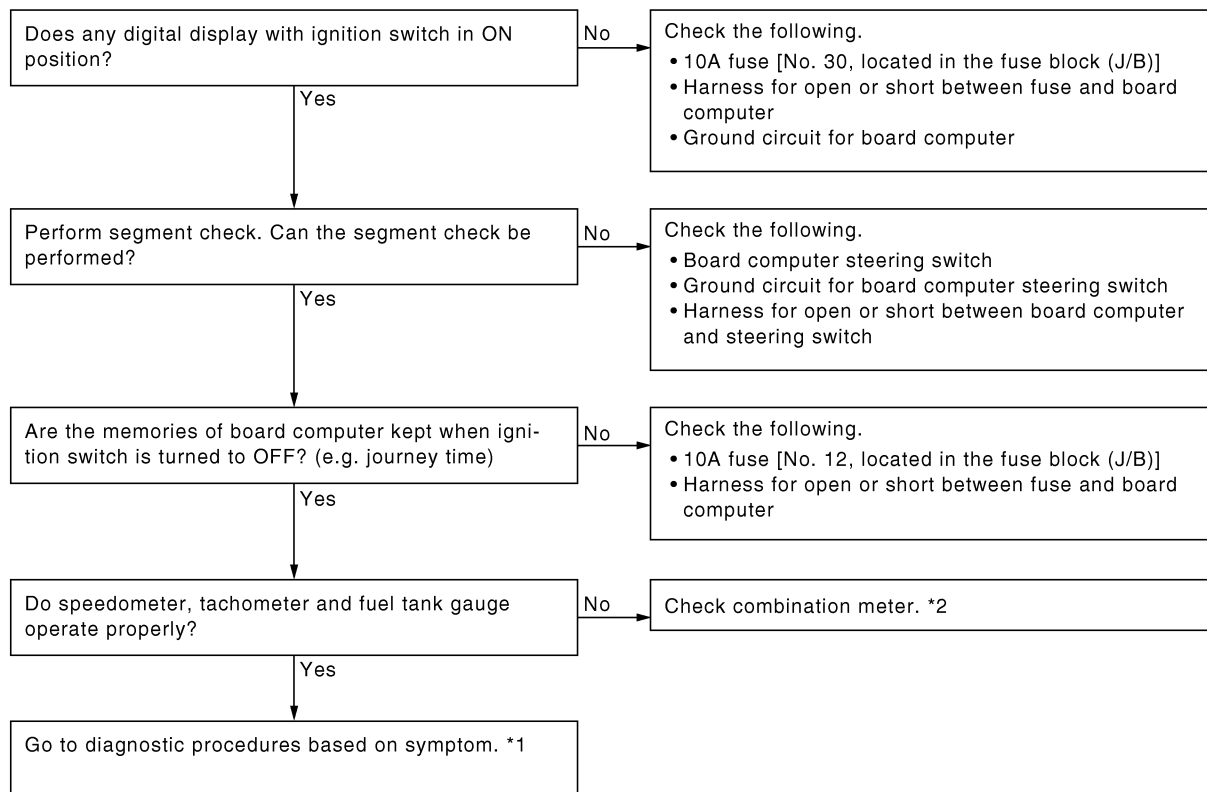 Does any digital display with ignition switch in ON
position?
No
Check the following.
• 10A fuse [No. 30, located in the fuse block (J/B)]
• Harness for open or short between fuse and board
computer
• Ground circuit for board computer
Yes
Perform segment check. Can the segment check be
performed?
No
Check the following.
• Board computer steering switch
• Ground circuit for board computer steering switch
• Harness for open or short between board computer
and steering switch
Yes
Are the memories of board computer kept when igni-
tion switch is turned to OFF? (e.g. journey time)
No
Check the following.
• 10A fuse [No. 12, located in the fuse block (J/B)]
• Harness for open or short between fuse and board
computer
Yes
Do speedometer, tachometer and fuel tank gauge
operate properly?
No
Check combination meter. *2
Yes
Go to diagnostic procedures based on symptom. *1